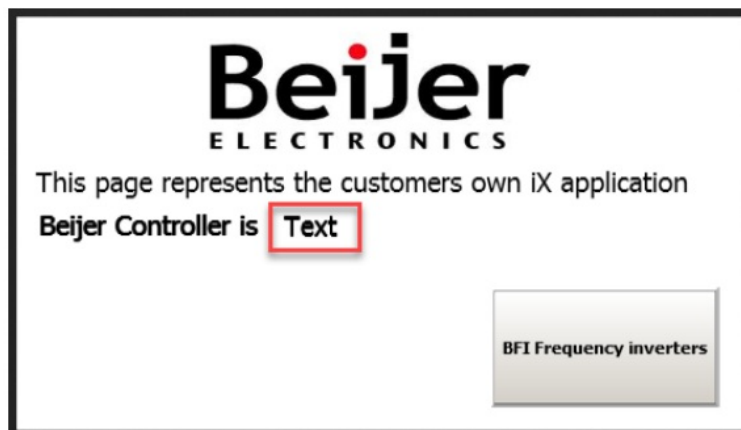 Beijer
ELECTRONICS
This page represents the customers own iX application
Beijer Controller is Text
BFI Frequency inverters